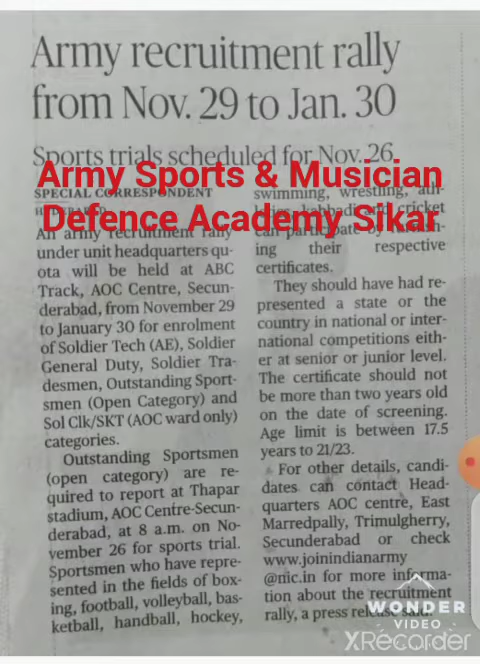 Army recruitment rally
from Nov. 29 to Jan. 30
Sports trials scheduled for Nov. 26
Army Sports & Musician
Defence Academy Sikar
SPECIAL CORRESPONDENT
An army recruitment rally
under unit headquarters qu-
ota will be held at ABC
Track, AOC Centre, Secun-
derabad, from November 29
to January 30 for enrolment
of Soldier Tech (AE), Soldier
General Duty, Soldier Tra-
desmen, Outstanding Sport-
smen (Open Category) and
Sol Clk/SKT (AOC ward only)
categories.
Outstanding Sportsmen
(open category) are re-
quired to report at Thapar
stadium, AOC Centre-Secun-
derabad, at 8 a.m. on No-
vember 26 for sports trial.
Sportsmen who have repre-
sented in the fields of box-
ing, football, volleyball, bas-
ketball, handball, hockey,
swimming, wrestling,
kabbadi and cricket
can participate by
ing their respective
certificates.
They should have had re-
presented a state or the
country in national or inter-
national competitions eith-
er at senior or junior level.
The certificate should not
be more than two years old
on the date of screening.
Age limit is between 17.5
years to 21/23.
For other details, candi-
dates can contact Head-
quarters AOC centre, East
Marredpally, Trimulgherry,
Secunderabad or check
www.joinindianarmy
@nic.in for more informa-
tion about the recruitment
rally, a press release said.
WONDER
VIDEO
XRecorder